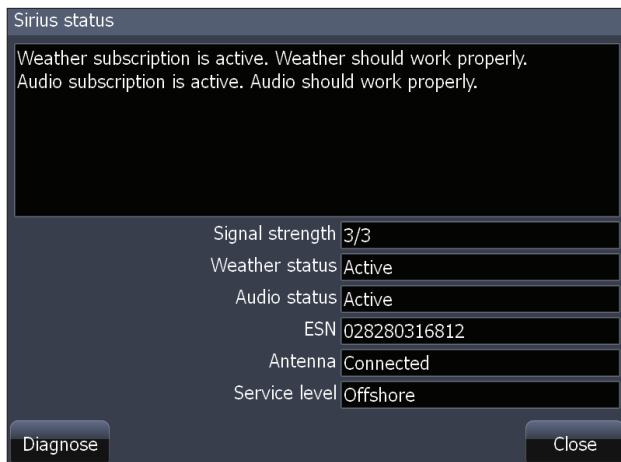 Sirius status
Weather subscription is active. Weather should work properly.
Audio subscription is active. Audio should work properly.
Signal strength 3/3
Weather status Active
Audio status Active
ESN 028280316812
Antenna Connected
Service level Offshore
Diagnose Close